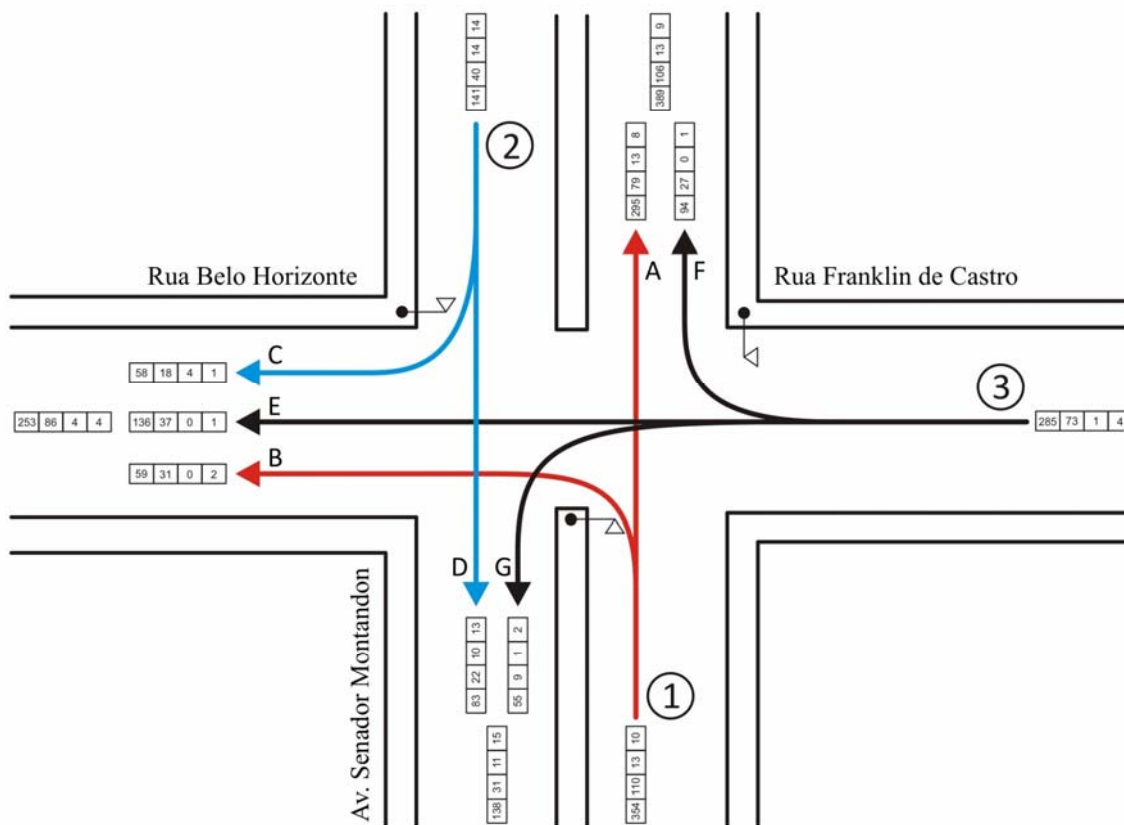 141 40 14 14
389 106 13 9
2
295 79 13 8
94 27 0 1
Rua Belo Horizonte
A
F
Rua Franklin de Castro
C
58 18 4 1
E
3
253 86 4 4
136 37 0 1
285 73 1 4
B
59 31 0 2
D
G
Av. Senador Montandon
83 22 10 13
55 9 1 2
1
138 31 11 15
354 110 13 10